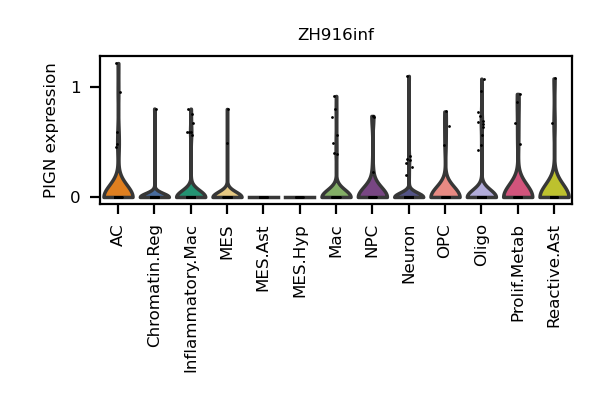 ZH916inf
PIGN expression
1
0
AC
Chromatin.Reg
Inflammatory.Mac
MES
MES.Ast
MES.Hyp
Mac
NPC
Neuron
OPC
Oligo
Prolif.Metab
Reactive.Ast